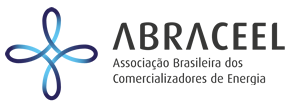 ABRACEEL
Associação Brasileira dos
Comercializadores de Energia